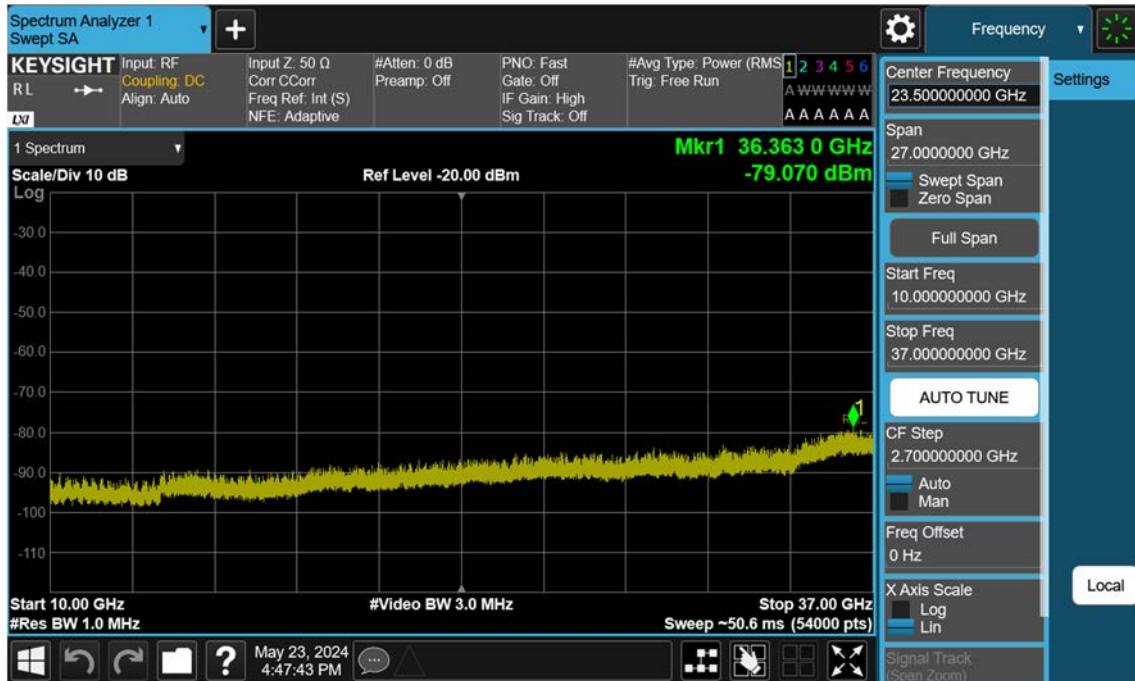 Spectrum Analyzer 1
Swept SA
+
Frequency
KEYSIGHT
R L
LXI
Input: RF
Coupling: DC
Align: Auto
Input Z: 50 Ω
Corr CCorr
Freq Ref: Int (S)
NFE: Adaptive
#Atten: 0 dB
Preamp: Off
PNO: Fast
Gate: Off
IF Gain: High
Sig Track: Off
#Avg Type: Power (RMS
Trig: Free Run
1 2 3 4 5 6
A W W W W W
A A A A A A
1 Spectrum
Scale/Div 10 dB
Ref Level -20.00 dBm
Mkr1 36.363 0 GHz
-79.070 dBm
Log
-30.0
-40.0
-50.0
-60.0
-70.0
-80.0
-90.0
-100
-110
1
Start 10.00 GHz
#Res BW 1.0 MHz
#Video BW 3.0 MHz
Stop 37.00 GHz
Sweep ~50.6 ms (54000 pts)
?
May 23, 2024
4:47:43 PM
Center Frequency
23.500000000 GHz
Span
27.0000000 GHz
Swept Span
Zero Span
Full Span
Start Freq
10.000000000 GHz
Stop Freq
37.000000000 GHz
AUTO TUNE
CF Step
2.700000000 GHz
Auto
Man
Freq Offset
0 Hz
X Axis Scale
Log
Lin
Signal Track
(Span Zoom)
Settings
Local